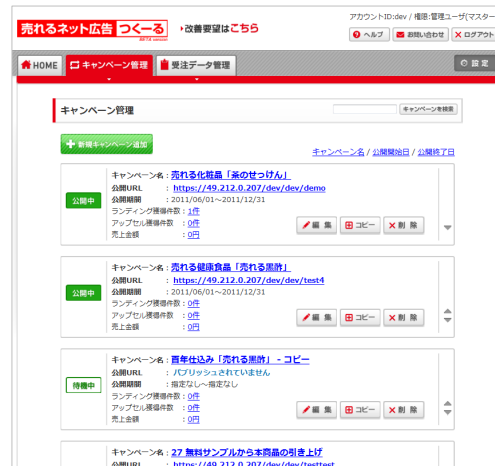 アカウントID:dev / 権限:管理ユーザ(マスター
売れるネット広告 つくーる
BETA version
改善要望はこちら
ヘルプ お問い合わせ ログアウト
HOME キャンペーン管理 受注データ管理 設 定
キャンペーン管理
キャンペーンを検索
新規キャンペーン追加
キャンペーン名 / 公開開始日 / 公開終了日
キャンペーン名 : 売れる化粧品「茶のせっけん」
公開URL : https://49.212.0.207/dev/dev/demo
公開中 公開期間 : 2011/06/01~2011/12/31
ランディング獲得件数 : 1件
アップセル獲得件数 : 0件 編 集 コピー 削 除
売上金額 : 0円
キャンペーン名 : 売れる健康食品「売れる黒酢」
公開URL : https://49.212.0.207/dev/dev/test4
公開中 公開期間 : 2011/06/01~2011/12/31
ランディング獲得件数 : 0件
アップセル獲得件数 : 0件 編 集 コピー 削 除
売上金額 : 0円
キャンペーン名 : 百年仕込み「売れる黒酢」 - コピー
公開URL : パブリッシュされていません
待機中 公開期間 : 指定なし~指定なし
ランディング獲得件数 : 0件
アップセル獲得件数 : 0件 編 集 コピー 削 除
売上金額 : 0円
キャンペーン名 : 27 無料サンプルから本商品の引き上げ
公開URL : https://49.212.0.207/dev/dev/testtest